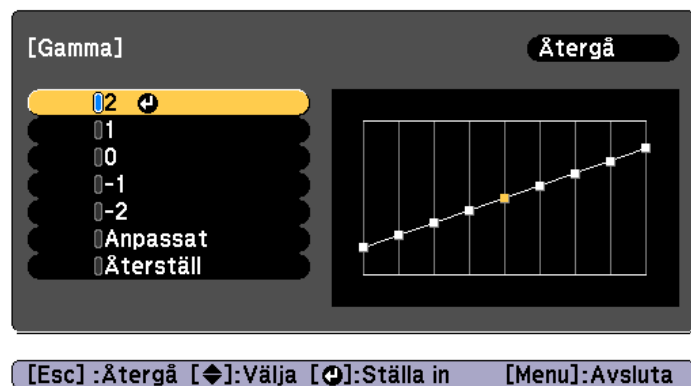 [Gamma]
Återgå
2
1
0
-1
-2
Anpassat
Återställ
[Esc] :Återgå [◆]:Välja [↵]:Ställa in [Menu]:Avsluta